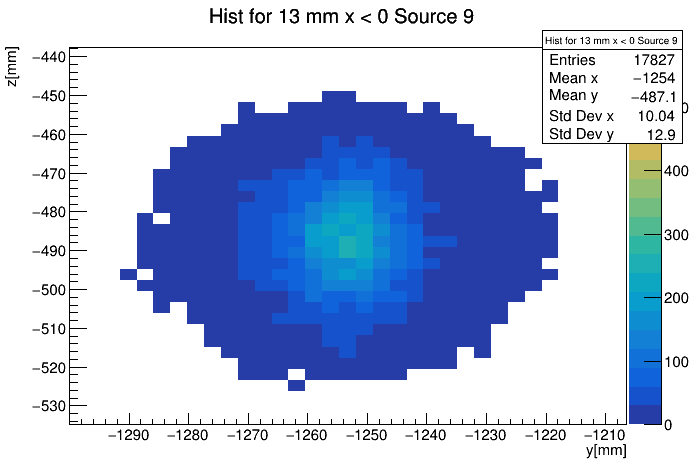 Hist for 13 mm x < 0 Source 9
Hist for 13 mm x < 0 Source 9
Entries 17827
Mean x −1254
Mean y −487.1
Std Dev x 10.04
Std Dev y 12.9
z[mm]
−440
−450
−460
−470
−480
−490
−500
−510
−520
−530
−1290 −1280 −1270 −1260 −1250 −1240 −1230 −1220 −1210
y[mm]
0
400
300
200
100
0